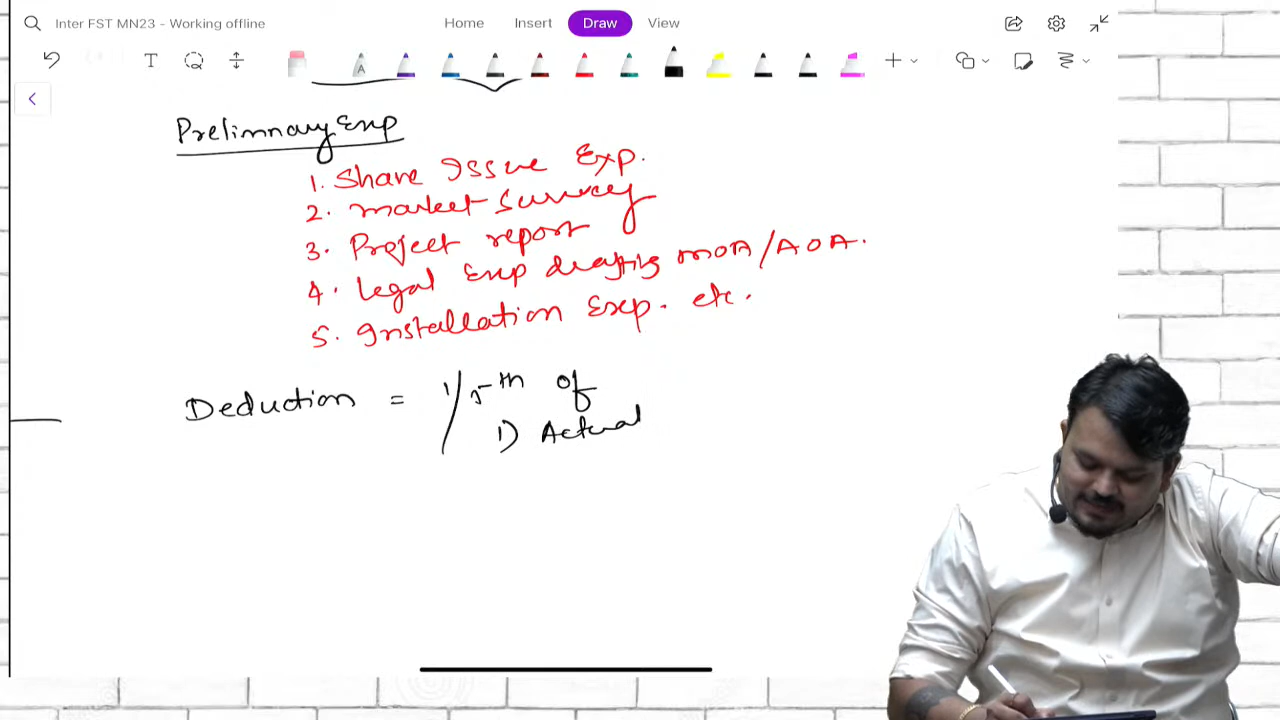 Inter FST MN23 - Working offline
Home Insert Draw View
T
A
Prelimnary Exp
1. Share Issue Exp.
2. market Survey
3. Project report
4. Legal Exp drafting MOA/AOA.
5. Installation Exp. etc.
Deduction = 1/5th of
1) Actual